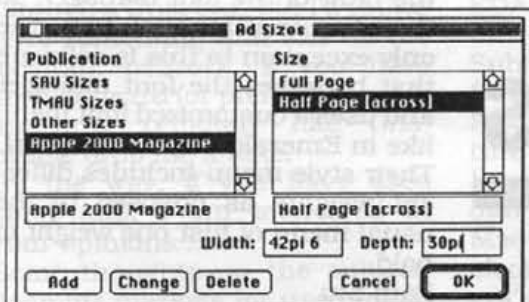 Ad Sizes
Publication
Size
SAU Sizes
TMAU Sizes
Other Sizes
Apple 2000 Magazine
Full Page
Half Page (across)
Apple 2000 Magazine
Half Page (across)
Width: 42pi 6 Depth: 30pi
Add Change Delete Cancel OK